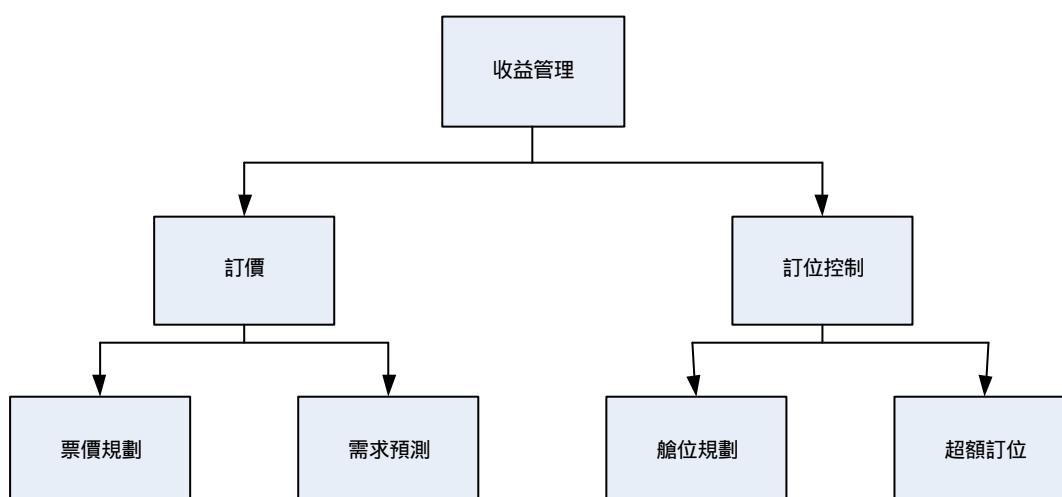 收益管理
訂價
訂位控制
票價規劃
需求預測
艙位規劃
超額訂位